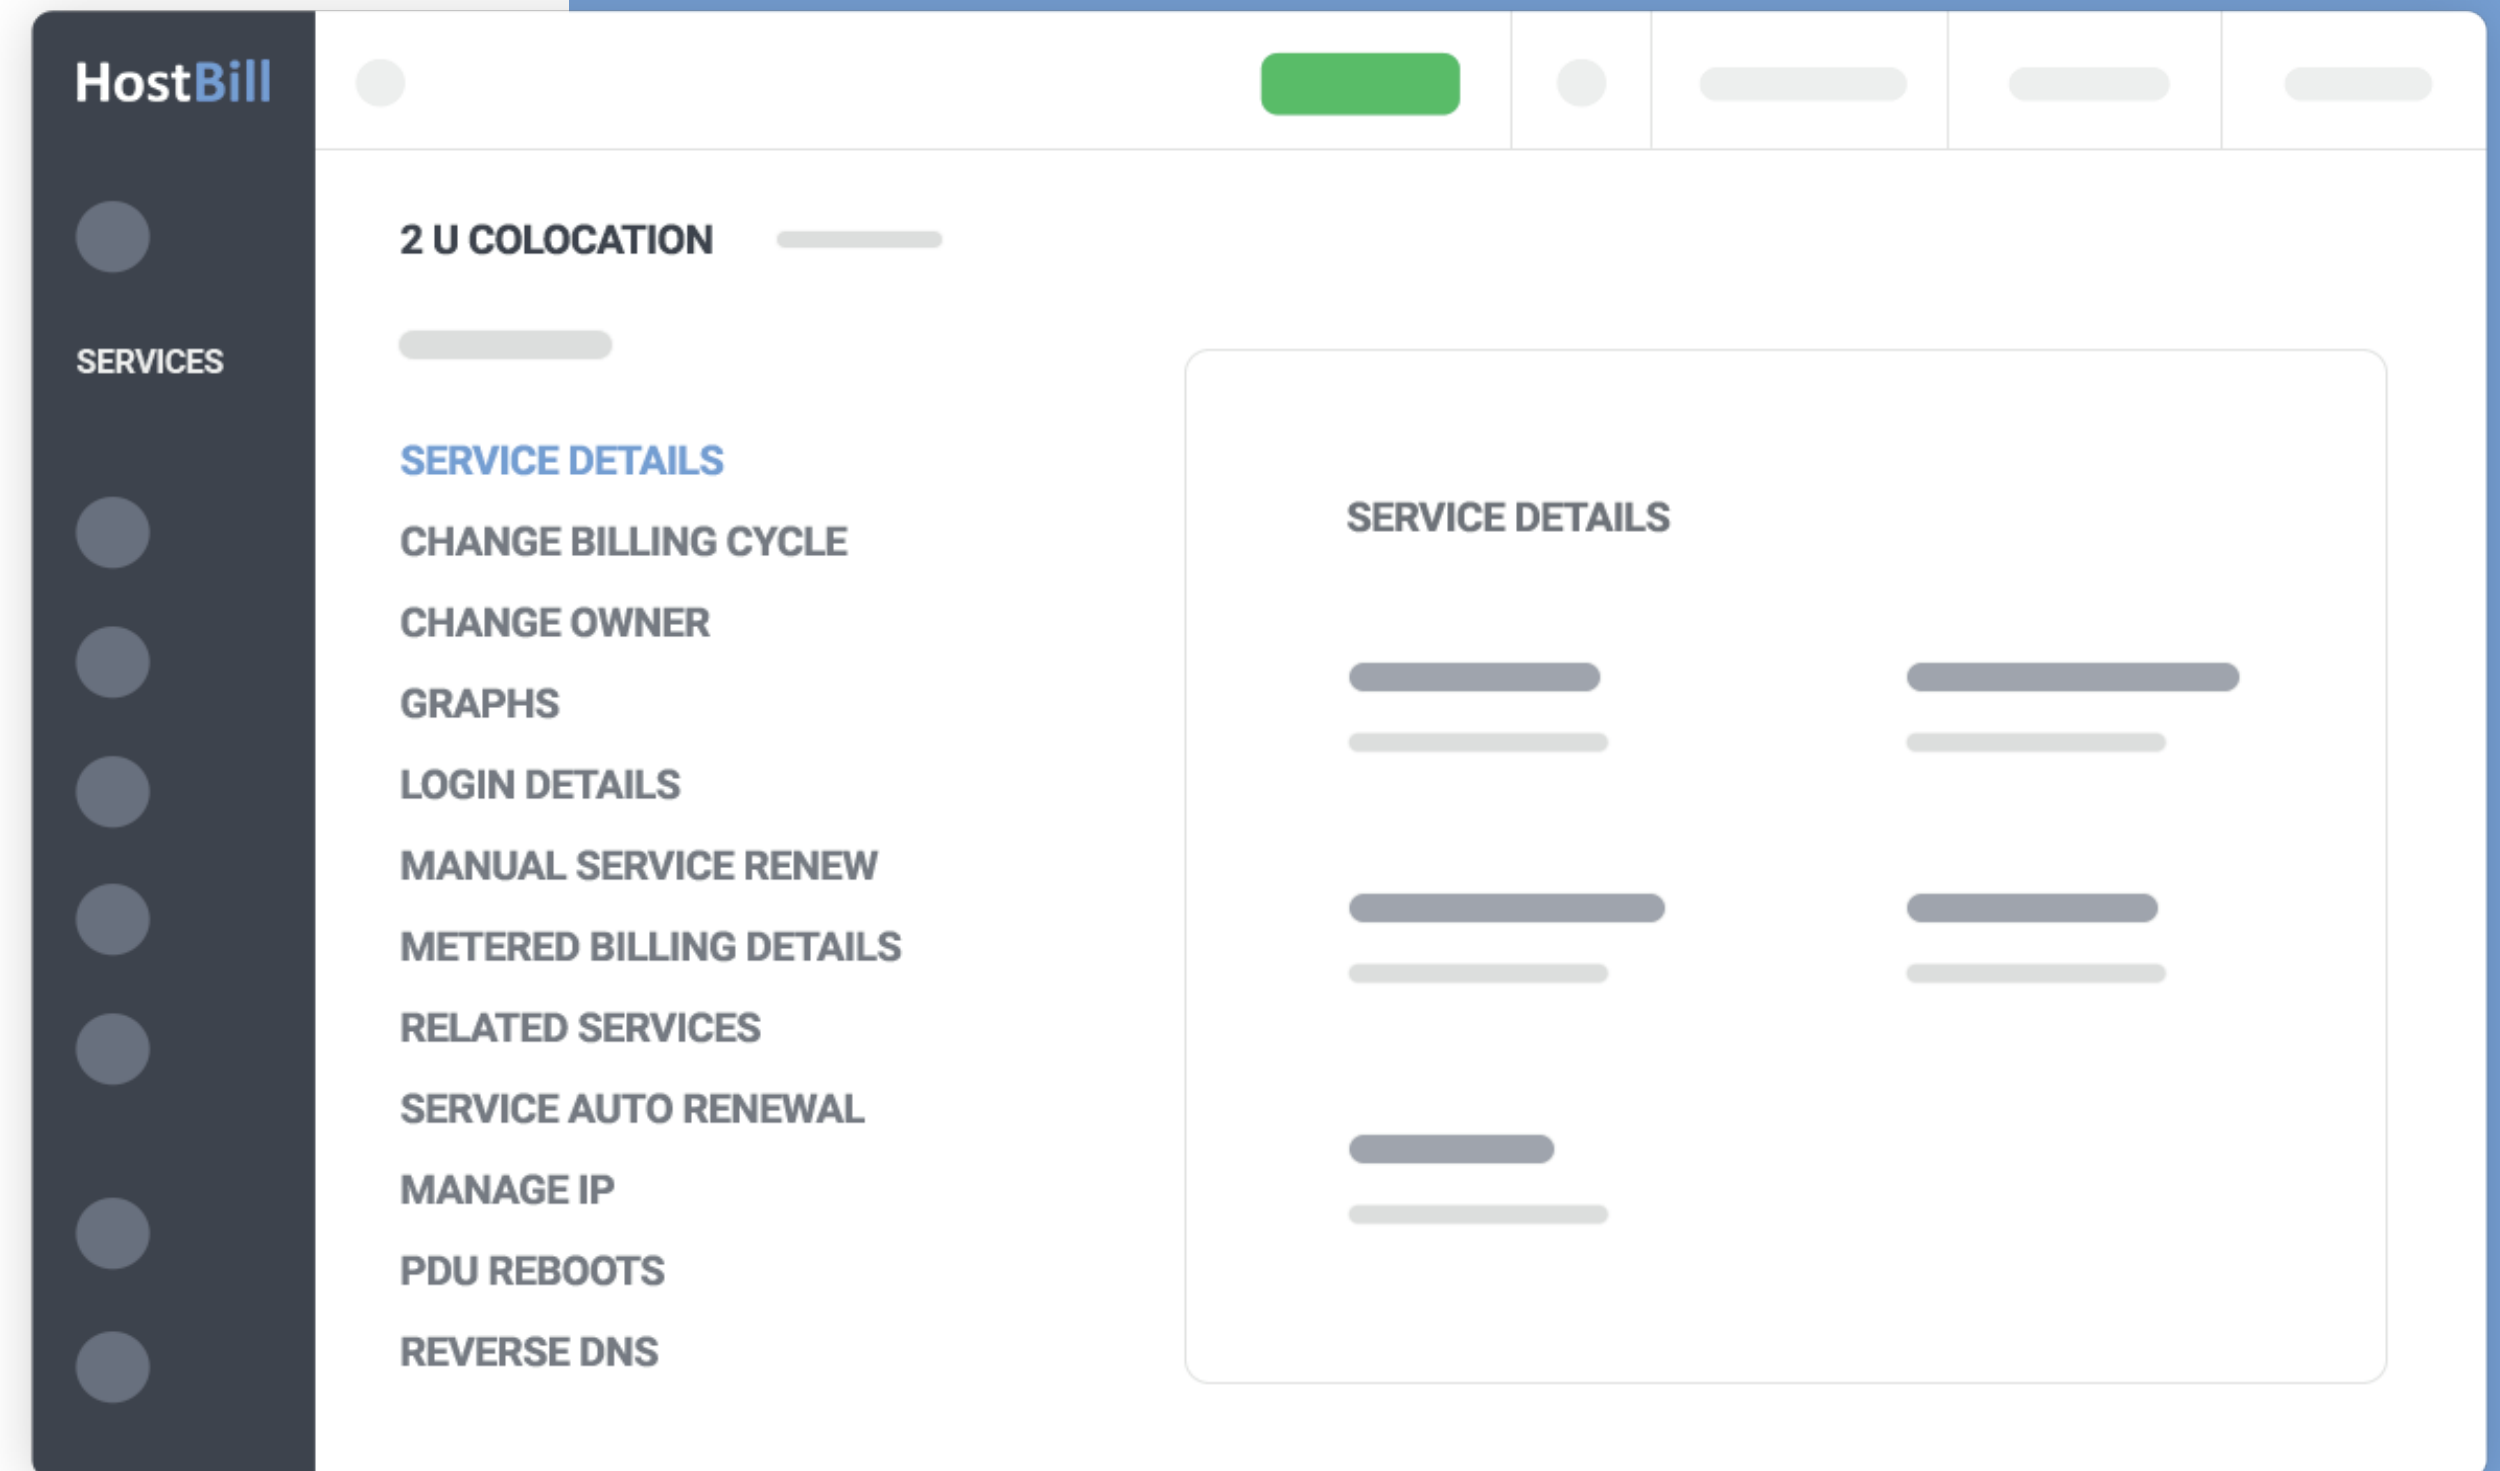 HostBill
2 U COLOCATION
SERVICES
SERVICE DETAILS
CHANGE BILLING CYCLE
CHANGE OWNER
GRAPHS
LOGIN DETAILS
MANUAL SERVICE RENEW
METERED BILLING DETAILS
RELATED SERVICES
SERVICE AUTO RENEWAL
MANAGE IP
PDU REBOOTS
REVERSE DNS
SERVICE DETAILS